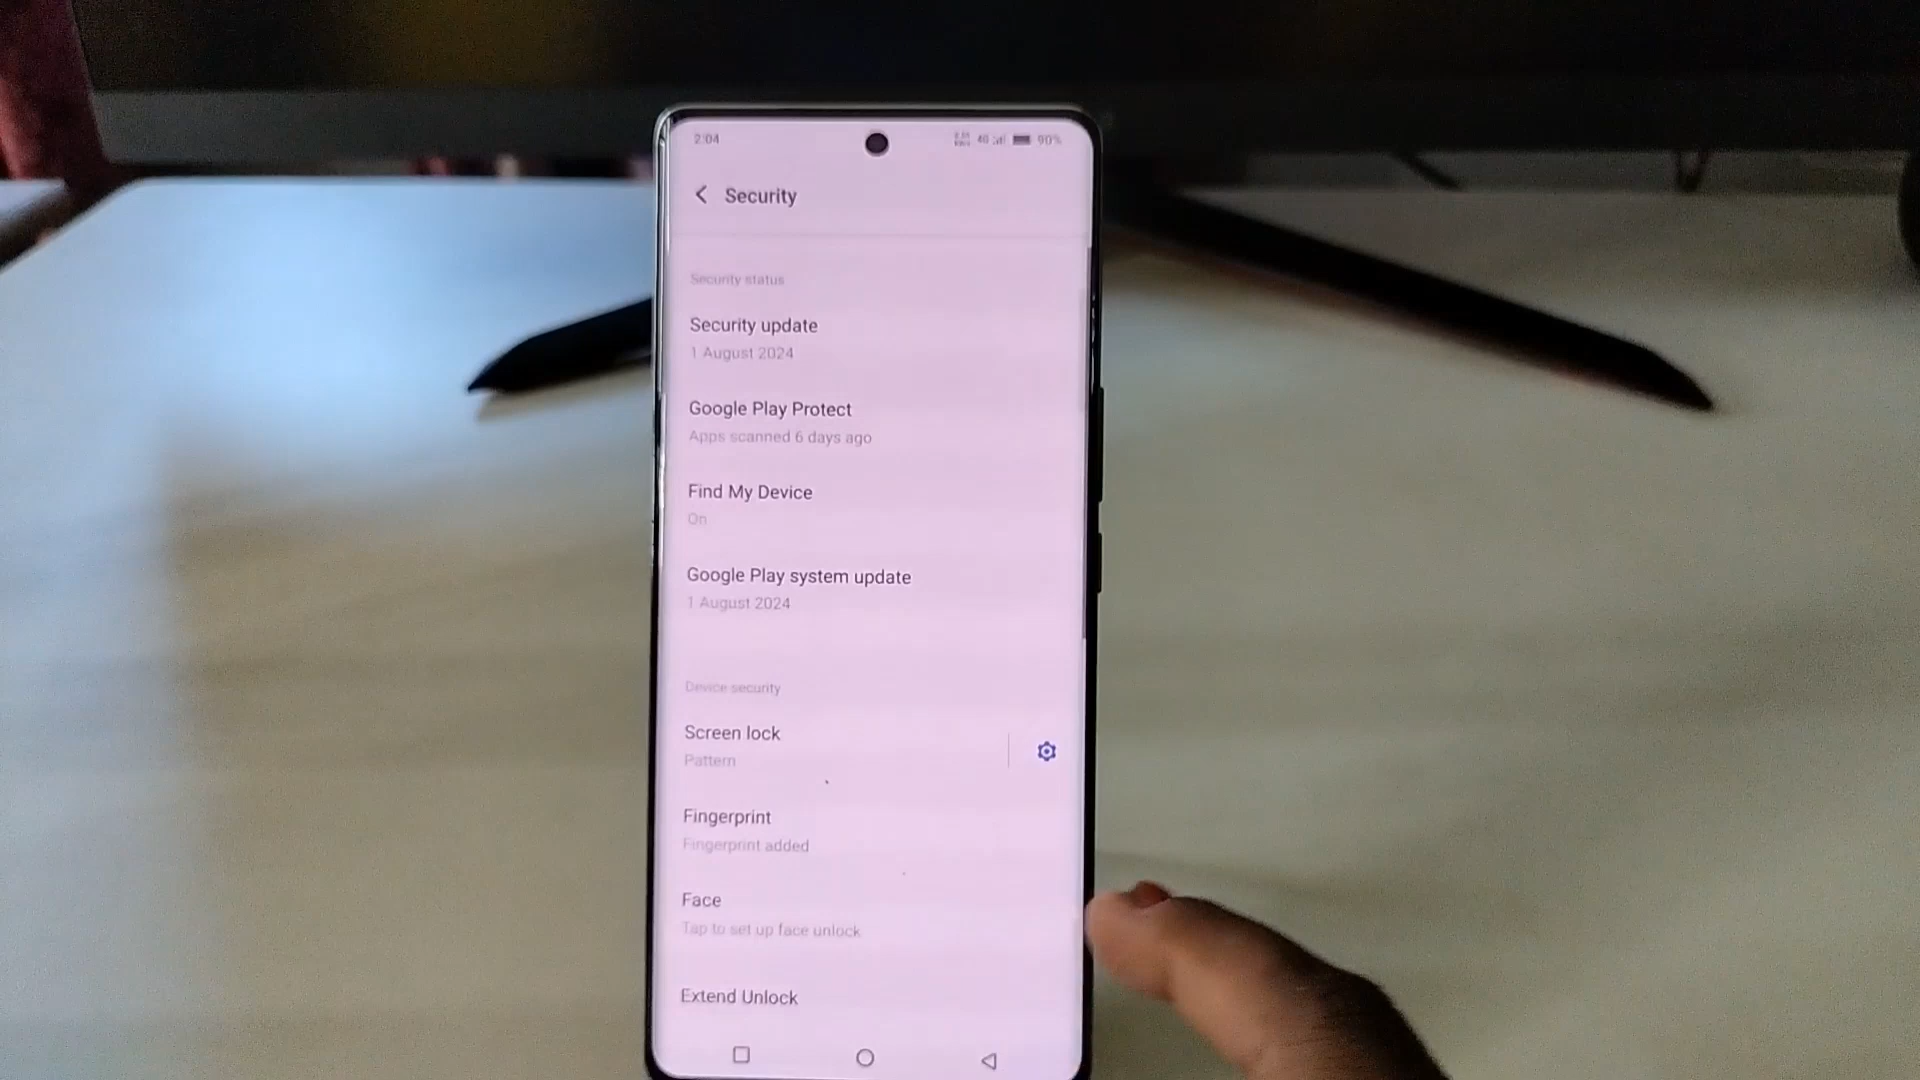 2:04
4G 90%
Security
Security status
Security update
1 August 2024
Google Play Protect
Apps scanned 6 days ago
Find My Device
On
Google Play system update
1 August 2024
Device security
Screen lock
Pattern
Fingerprint
Fingerprint added
Face
Tap to set up face unlock
Extend Unlock